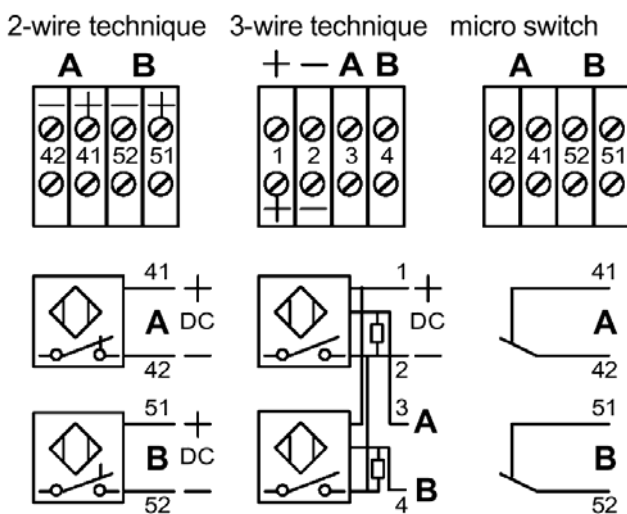 2-wire technique 3-wire technique micro switch
A B + − A B A B
− + − +
42 41 52 51 1 2 3 4 42 41 52 51
+ −
41 + 1 + 41
A DC DC A
42 − 2 − 42
51 + 3 A 51
B DC B
52 − 4 B 52